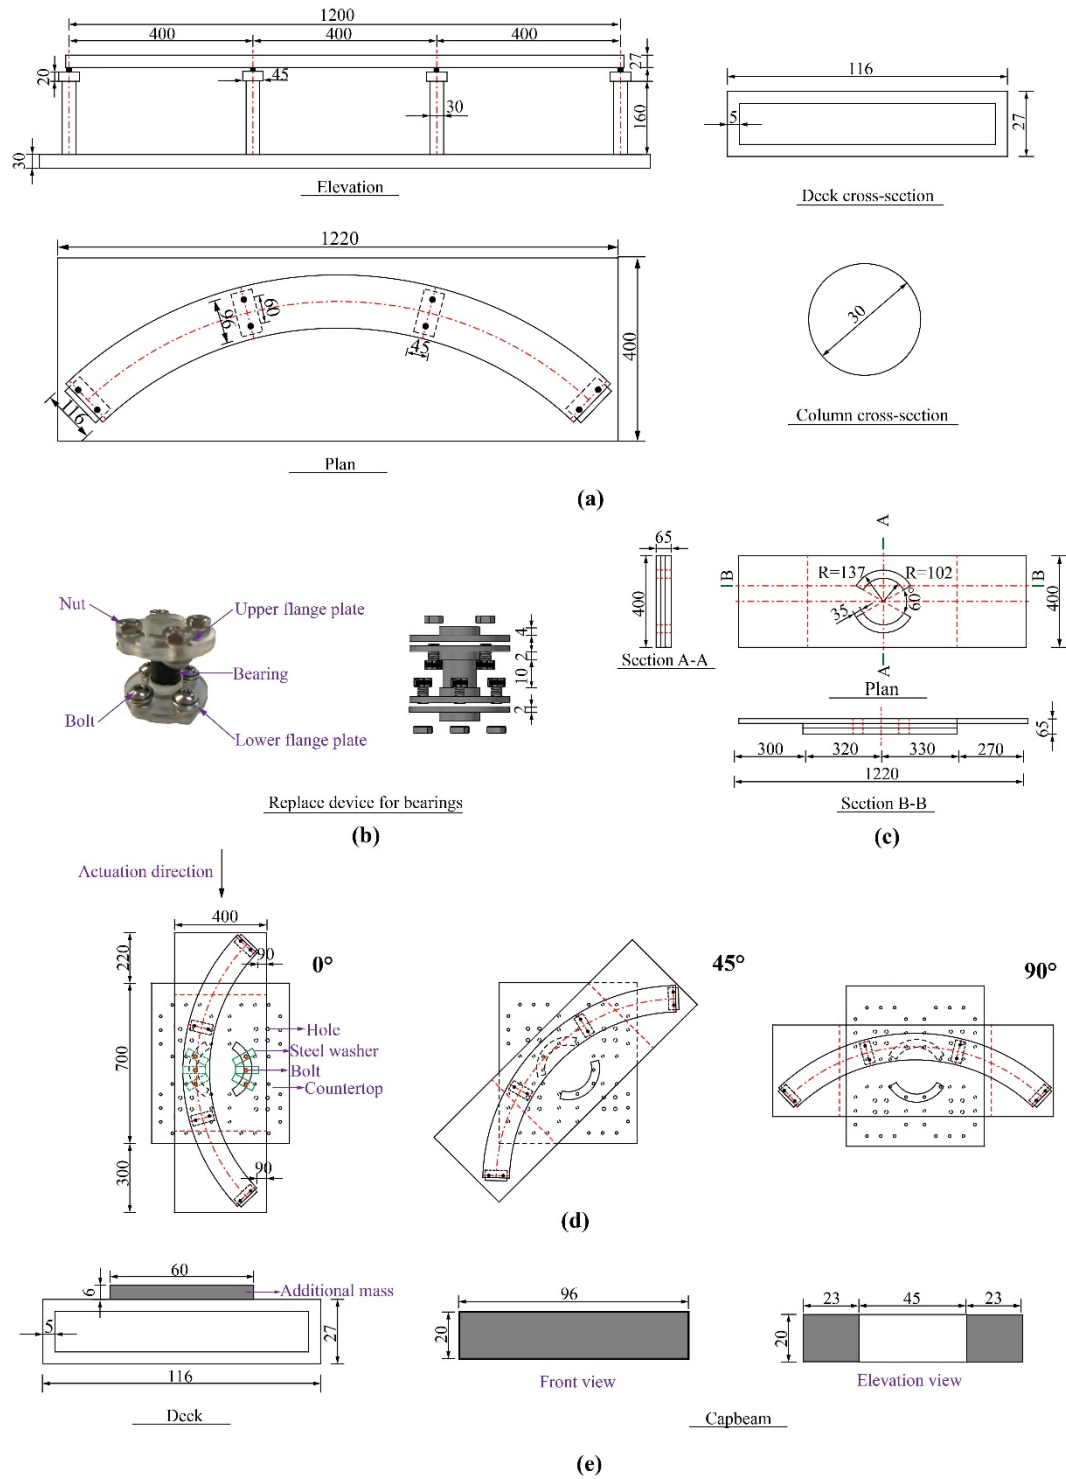 1200
400
400
400
20
45
30
27
160
30
Elevation
116
5
27
Deck cross-section
1220
96
60
45
116
400
Plan
30
Column cross-section
(a)
Nut
Upper flange plate
Bearing
Bolt
Lower flange plate
4
2
10
2
Replace device for bearings
(b)
65
400
Section A-A
A
B
B
R=137
R=102
60°
35
400
A
Plan
65
300
320
330
270
1220
Section B-B
(c)
Actuation direction
400
220
90
0°
700
Hole
Steel washer
Bolt
Countertop
300
90
45°
90°
(d)
60
6
Additional mass
5
27
116
Deck
96
20
Front view
23
45
23
20
Elevation view
Capbeam
(e)